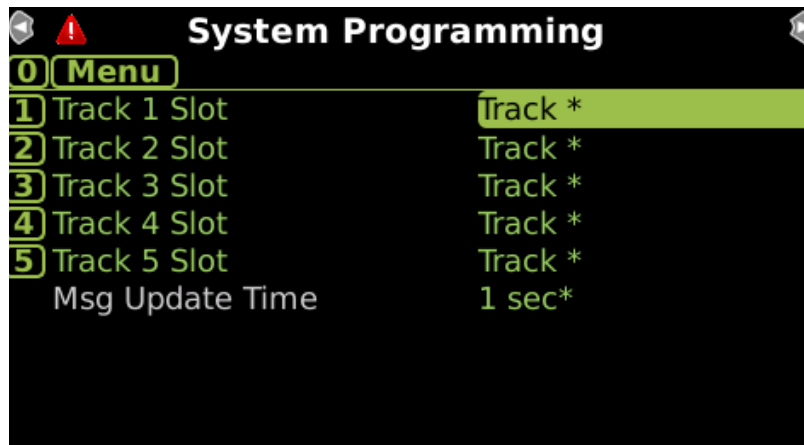 System Programming
0 Menu
1 Track 1 Slot Track *
2 Track 2 Slot Track *
3 Track 3 Slot Track *
4 Track 4 Slot Track *
5 Track 5 Slot Track *
Msg Update Time 1 sec*